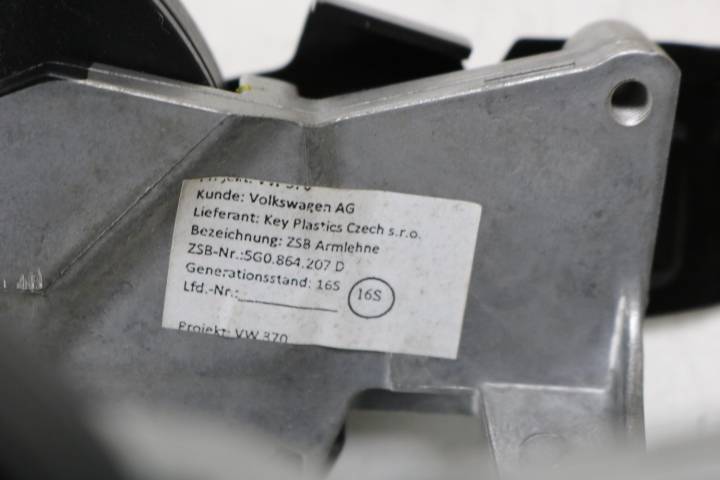 Kunde: Volkswagen AG
Lieferant: Key Plastics Czech s.r.o.
Bezeichnung: ZSB Armlehne
ZSB-Nr.:5G0.864.207 D
Generationsstand: 16S
16S
Lfd.-Nr.:____________
Projekt: VW 370